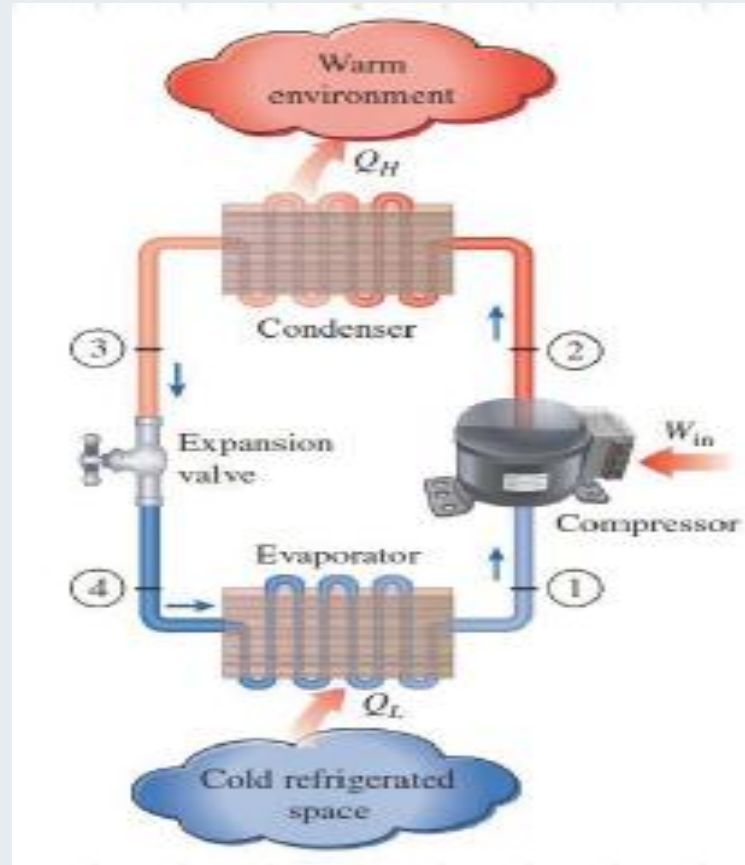 Warm
environment
Q_H
Condenser
3
2
Expansion
valve
W_in
Compressor
Evaporator
4
1
Q_L
Cold refrigerated
space